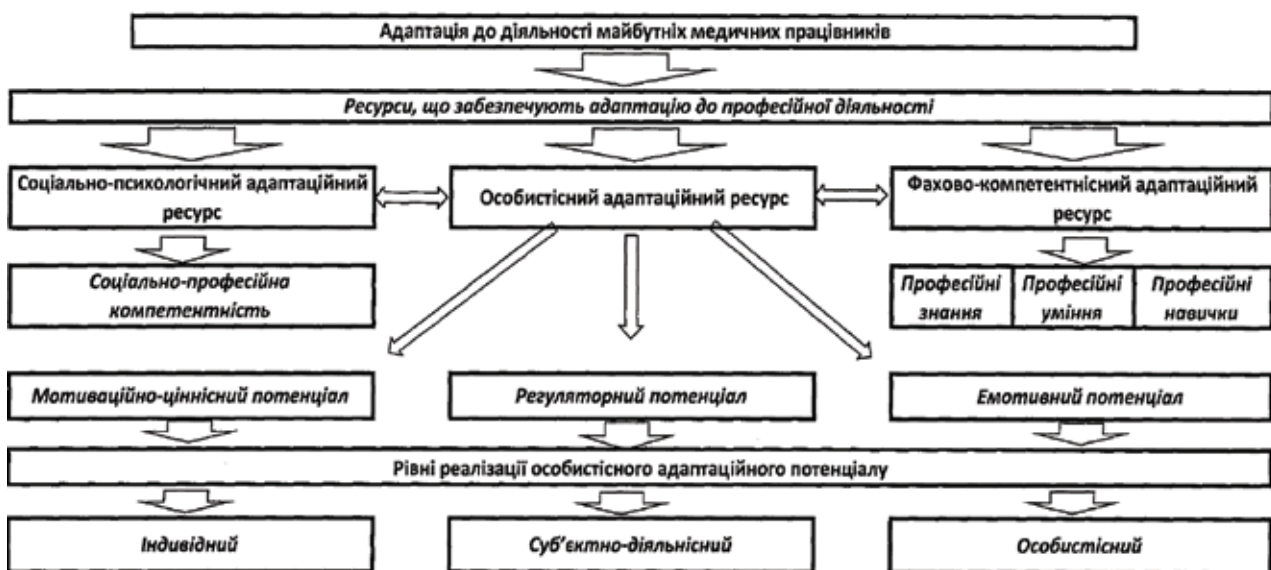 Адаптація до діяльності майбутніх медичних працівників
Ресурси, що забезпечують адаптацію до професійної діяльності
Соціально-психологічний адаптаційний
ресурс
Особистісний адаптаційний ресурс
Фахово-компетентнісний адаптаційний
ресурс
Соціально-професійна
компетентність
Професійні
знання
Професійні
уміння
Професійні
навички
Мотиваційно-ціннісний потенціал
Регуляторний потенціал
Емотивний потенціал
Рівні реалізації особистісного адаптаційного потенціалу
Індивідний
Суб'єктно-діяльнісний
Особистісний